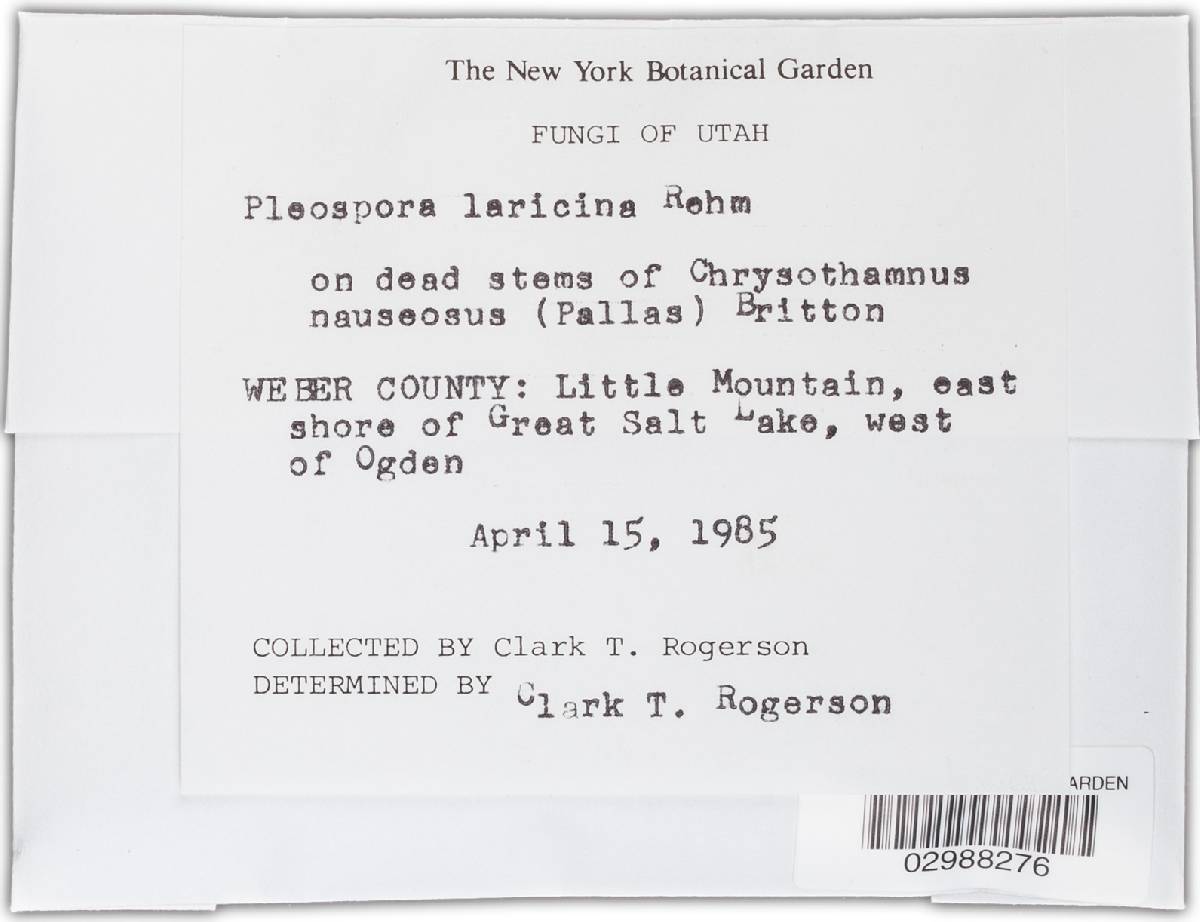 The New York Botanical Garden
FUNGI OF UTAH
Pleospora laricina Rehm
on dead stems of Chrysothamnus
nauseosus (Pallas) Britton
WEBER COUNTY: Little Mountain, east
shore of Great Salt Lake, west
of Ogden
April 15, 1985
COLLECTED BY Clark T. Rogerson
DETERMINED BY Clark T. Rogerson
ARDEN
02988276